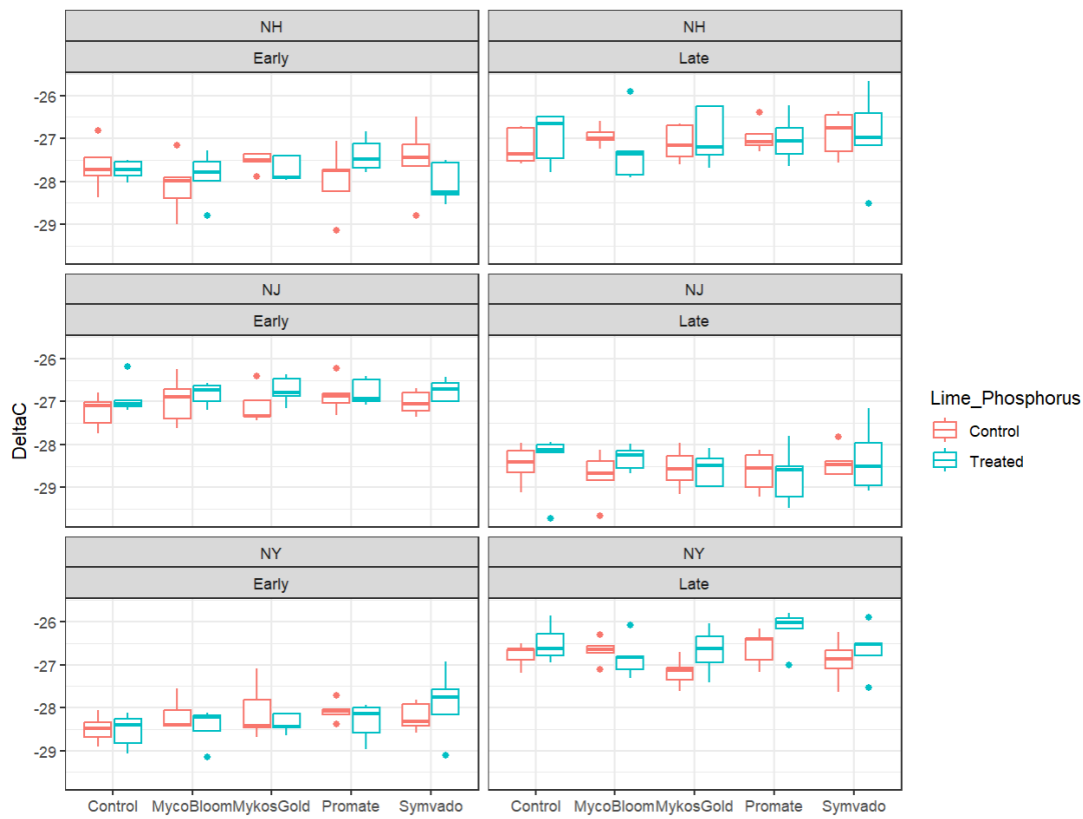 NH
NH
Early
Late
-26
-27
-28
-29
NJ
NJ
Early
Late
-26
-27
-28
-29
DeltaC
Lime_Phosphorus
Control
Treated
NY
NY
Early
Late
-26
-27
-28
-29
Control MycoBloom MykosGold Promate Symvado
Control MycoBloom MykosGold Promate Symvado